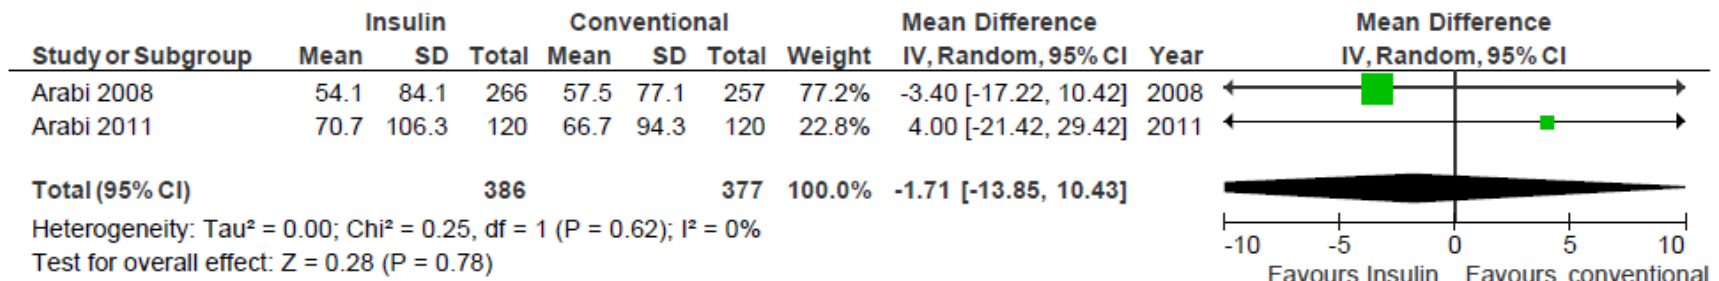 Insulin Conventional Mean Difference Mean Difference
Study or Subgroup Mean SD Total Mean SD Total Weight IV, Random, 95% CI Year IV, Random, 95% CI
Arabi 2008 54.1 84.1 266 57.5 77.1 257 77.2% -3.40 [-17.22, 10.42] 2008
Arabi 2011 70.7 106.3 120 66.7 94.3 120 22.8% 4.00 [-21.42, 29.42] 2011
Total (95% CI) 386 377 100.0% -1.71 [-13.85, 10.43]
Heterogeneity: Tau² = 0.00; Chi² = 0.25, df = 1 (P = 0.62); I² = 0%
Test for overall effect: Z = 0.28 (P = 0.78)
-10 -5 0 5 10
Favours Insulin Favours conventional